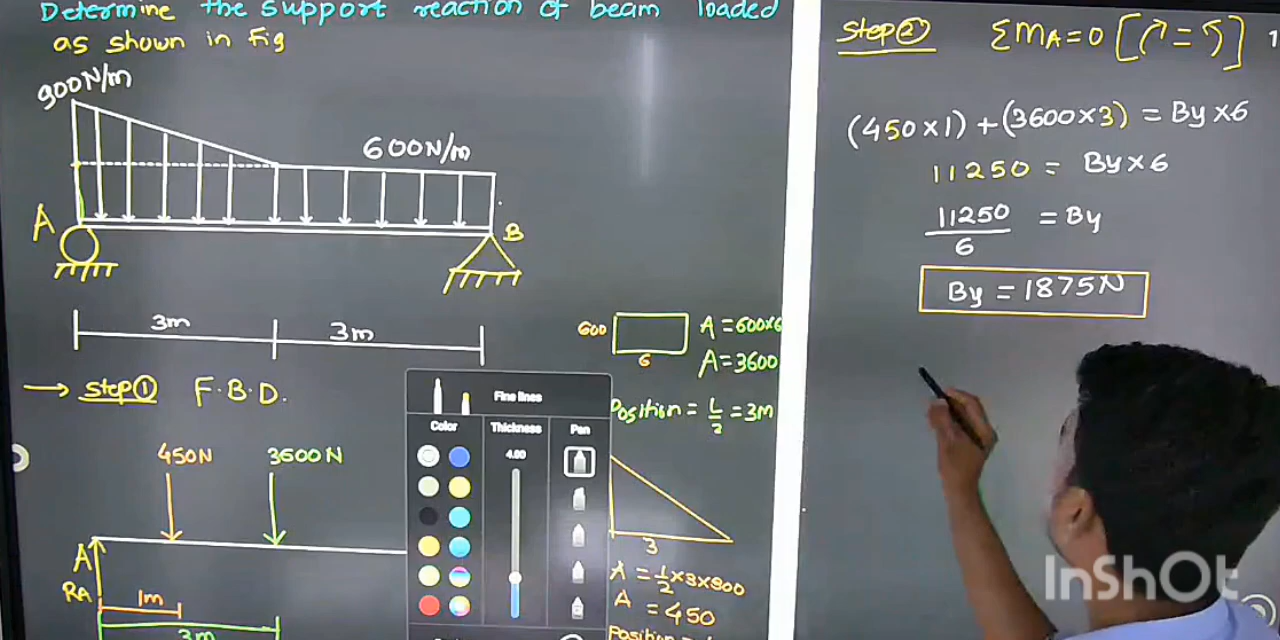 Determine the support reaction of beam loaded
as shown in Fig
900N/m
600N/m
A
B
3m
3m
→ Step① F.B.D.
450N
3600N
A
RA
1m
3m
600
6
A = 600×6
A = 3600
Position = L/2 = 3M
3
A = 1/2 × 3 × 300
A = 450
Position =
Fine lines
Color
Thickness
Pen
4.00
Step② ΣMA = 0 [↱ = ↰]
(450×1) + (3600×3) = By×6
11250 = By×6
11250/6 = By
By = 1875N
InShOt